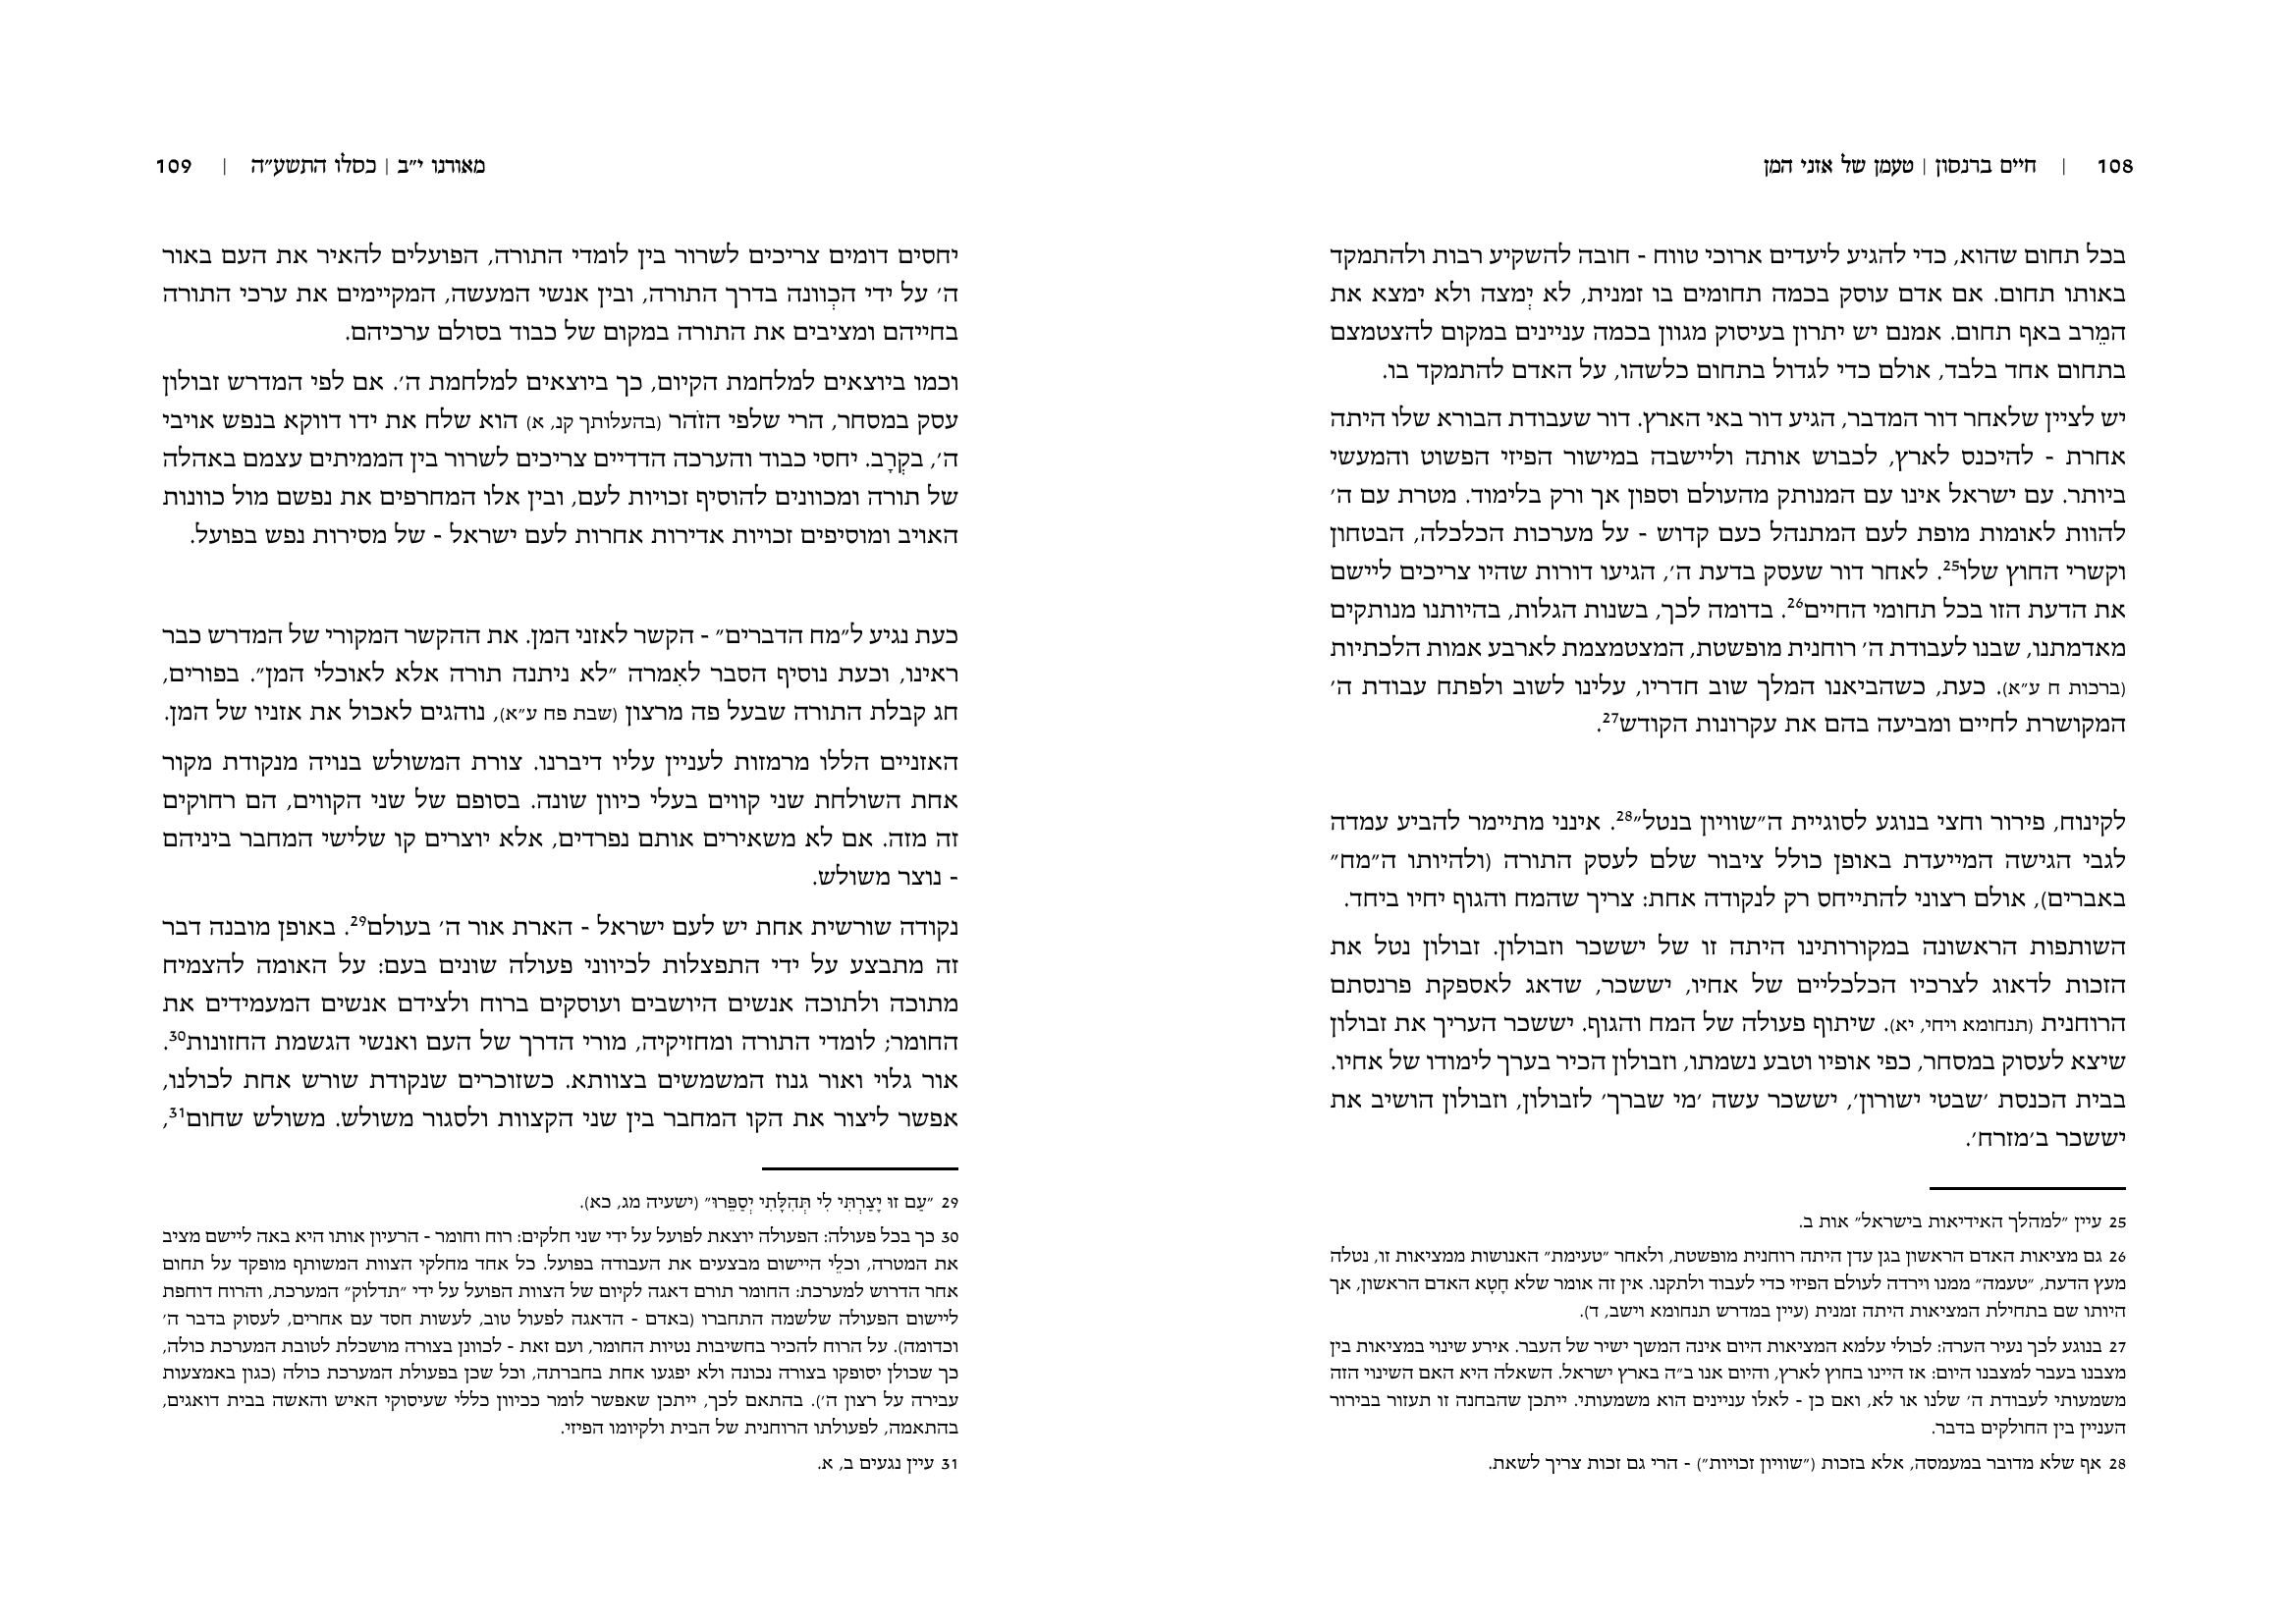 108 | חיים ברנסון | טעמן של אזני המן
בכל תחום שהוא, כדי להגיע ליעדים ארוכי טווח - חובה להשקיע רבות ולהתמקד
באותו תחום. אם אדם עוסק בכמה תחומים בו זמנית, לא יְמצה ולא ימצא את
המֵרב באף תחום. אמנם יש יתרון בעיסוק מגוון בכמה עניינים במקום להצטמצם
בתחום אחד בלבד, אולם כדי לגדול בתחום כלשהו, על האדם להתמקד בו.
יש לציין שלאחר דור המדבר, הגיע דור באי הארץ. דור שעבודת הבורא שלו היתה
אחרת - להיכנס לארץ, לכבוש אותה וליישבה במישור הפיזי הפשוט והמעשי
ביותר. עם ישראל אינו עם המנותק מהעולם וספון אך ורק בלימוד. מטרת עם ה׳
להוות לאומות מופת לעם המתנהל כעם קדוש - על מערכות הכלכלה, הבטחון
וקשרי החוץ שלו25. לאחר דור שעסק בדעת ה׳, הגיעו דורות שהיו צריכים ליישם
את הדעת הזו בכל תחומי החיים26. בדומה לכך, בשנות הגלות, בהיותנו מנותקים
מאדמתנו, שבנו לעבודת ה׳ רוחנית מופשטת, המצטמצמת לארבע אמות הלכתיות
(ברכות ח ע״א). כעת, כשהביאנו המלך שוב חדריו, עלינו לשוב ולפתח עבודת ה׳
המקושרת לחיים ומביעה בהם את עקרונות הקודש27.
לקינוח, פירור וחצי בנוגע לסוגיית ה״שוויון בנטל״28. אינני מתיימר להביע עמדה
לגבי הגישה המייעדת באופן כולל ציבור שלם לעסק התורה (ולהיותו ה״מח״
באברים), אולם רצוני להתייחס רק לנקודה אחת: צריך שהמח והגוף יחיו ביחד.
השותפות הראשונה במקורותינו היתה זו של יששכר וזבולון. זבולון נטל את
הזכות לדאוג לצרכיו הכלכליים של אחיו, יששכר, שדאג לאספקת פרנסתם
הרוחנית (תנחומא ויחי, יא). שיתוף פעולה של המח והגוף. יששכר העריך את זבולון
שיצא לעסוק במסחר, כפי אופיו וטבע נשמתו, וזבולון הכיר בערך לימודו של אחיו.
בבית הכנסת ׳שבטי ישורון׳, יששכר עשה ׳מי שברך׳ לזבולון, וזבולון הושיב את
יששכר ב׳מזרח׳.
25 עיין ״למהלך האידיאות בישראל״ אות ב.
26 גם מציאות האדם הראשון בגן עדן היתה רוחנית מופשטת, ולאחר ״טעימת״ האנושות ממציאות זו, נטלה
מעץ הדעת, ״טעמה״ ממנו וירדה לעולם הפיזי כדי לעבוד ולתקנו. אין זה אומר שלא חָטָא האדם הראשון, אך
היותו שם בתחילת המציאות היתה זמנית (עיין במדרש תנחומא וישב, ד).
27 בנוגע לכך נעיר הערה: לכולי עלמא המציאות היום אינה המשך ישיר של העבר. אירע שינוי במציאות בין
מצבנו בעבר למצבנו היום: אז היינו בחוץ לארץ, והיום אנו ב״ה בארץ ישראל. השאלה היא האם השינוי הזה
משמעותי לעבודת ה׳ שלנו או לא, ואם כן - לאלו עניינים הוא משמעותי. ייתכן שהבחנה זו תעזור בבירור
העניין בין החולקים בדבר.
28 אף שלא מדובר במעמסה, אלא בזכות (״שוויון זכויות״) - הרי גם זכות צריך לשאת.
מאורנו י״ב | כסלו התשע״ה | 109
יחסים דומים צריכים לשרור בין לומדי התורה, הפועלים להאיר את העם באור
ה׳ על ידי הכְוונה בדרך התורה, ובין אנשי המעשה, המקיימים את ערכי התורה
בחייהם ומציבים את התורה במקום של כבוד בסולם ערכיהם.
וכמו ביוצאים למלחמת הקיום, כך ביוצאים למלחמת ה׳. אם לפי המדרש זבולון
עסק במסחר, הרי שלפי הזֹהר (בהעלותך קנ, א) הוא שלח את ידו דווקא בנפש אויבי
ה׳, בקְרָב. יחסי כבוד והערכה הדדיים צריכים לשרור בין הממיתים עצמם באהלה
של תורה ומכוונים להוסיף זכויות לעם, ובין אלו המחרפים את נפשם מול כוונות
האויב ומוסיפים זכויות אדירות אחרות לעם ישראל - של מסירות נפש בפועל.
כעת נגיע ל״מח הדברים״ - הקשר לאזני המן. את ההקשר המקורי של המדרש כבר
ראינו, וכעת נוסיף הסבר לאִמרה ״לא ניתנה תורה אלא לאוכלי המן״. בפורים,
חג קבלת התורה שבעל פה מרצון (שבת פח ע״א), נוהגים לאכול את אזניו של המן.
האזניים הללו מרמזות לעניין עליו דיברנו. צורת המשולש בנויה מנקודת מקור
אחת השולחת שני קווים בעלי כיוון שונה. בסופם של שני הקווים, הם רחוקים
זה מזה. אם לא משאירים אותם נפרדים, אלא יוצרים קו שלישי המחבר ביניהם
- נוצר משולש.
נקודה שורשית אחת יש לעם ישראל - הארת אור ה׳ בעולם29. באופן מובנה דבר
זה מתבצע על ידי התפצלות לכיווני פעולה שונים בעם: על האומה להצמיח
מתוכה ולתוכה אנשים היושבים ועוסקים ברוח ולצידם אנשים המעמידים את
החומר; לומדי התורה ומחזיקיה, מורי הדרך של העם ואנשי הגשמת החזונות30.
אור גלוי ואור גנוז המשמשים בצוותא. כשזוכרים שנקודת שורש אחת לכולנו,
אפשר ליצור את הקו המחבר בין שני הקצוות ולסגור משולש. משולש שחום31,
29 ״עַם זוּ יָצַרְתִּי לִי תְּהִלָּתִי יְסַפֵּרוּ״ (ישעיה מג, כא).
30 כך בכל פעולה: הפעולה יוצאת לפועל על ידי שני חלקים: רוח וחומר - הרעיון אותו היא באה ליישם מציב
את המטרה, וכלֵי היישום מבצעים את העבודה בפועל. כל אחד מחלקי הצוות המשותף מופקד על תחום
אחר הדרוש למערכת: החומר תורם דאגה לקיום של הצוות הפועל על ידי ״תדלוק״ המערכת, והרוח דוחפת
ליישום הפעולה שלשמה התחברו (באדם - הדאגה לפעול טוב, לעשות חסד עם אחרים, לעסוק בדבר ה׳
וכדומה). על הרוח להכיר בחשיבות נטיות החומר, ועם זאת - לכוונן בצורה מושכלת לטובת המערכת כולה,
כך שכולן יסופקו בצורה נכונה ולא יפגעו אחת בחברתה, וכל שכן בפעולת המערכת כולה (כגון באמצעות
עבירה על רצון ה׳). בהתאם לכך, ייתכן שאפשר לומר ככיוון כללי שעיסוקי האיש והאשה בבית דואגים,
בהתאמה, לפעולתו הרוחנית של הבית ולקיומו הפיזי.
31 עיין נגעים ב, א.